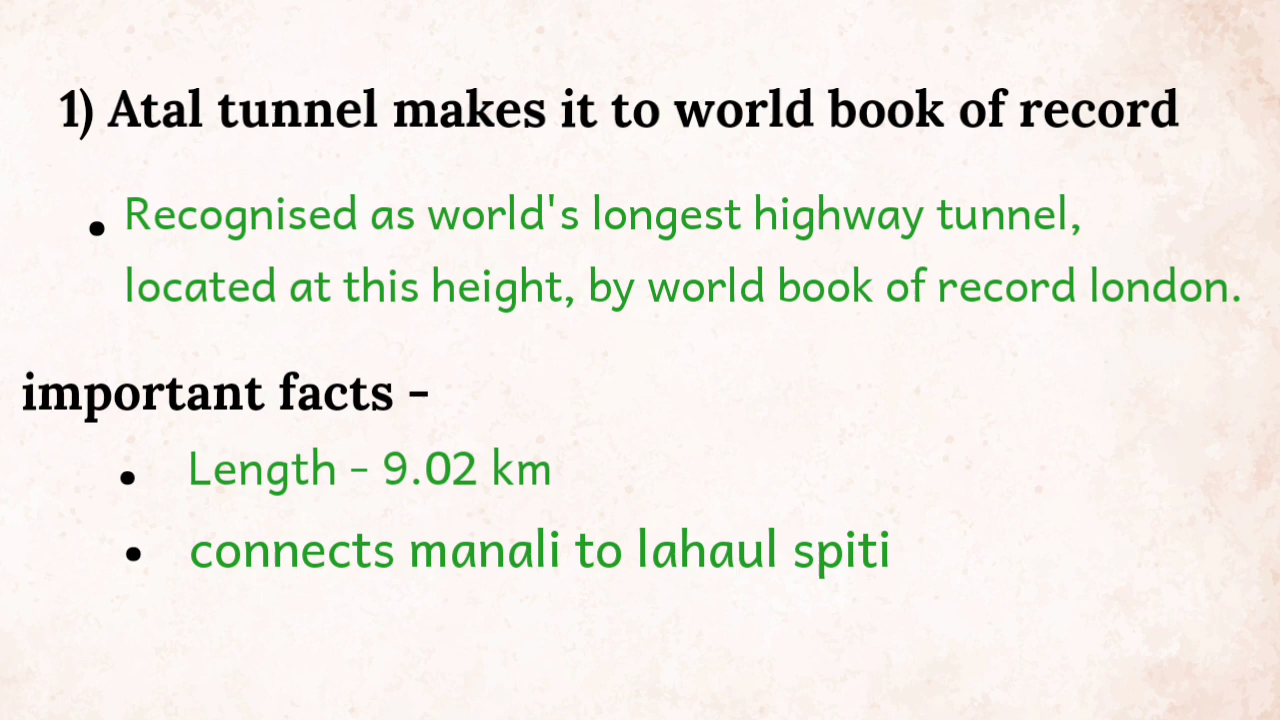 1) Atal tunnel makes it to world book of record
• Recognised as world's longest highway tunnel,
located at this height, by world book of record london.
important facts -
• Length - 9.02 km
• connects manali to lahaul spiti